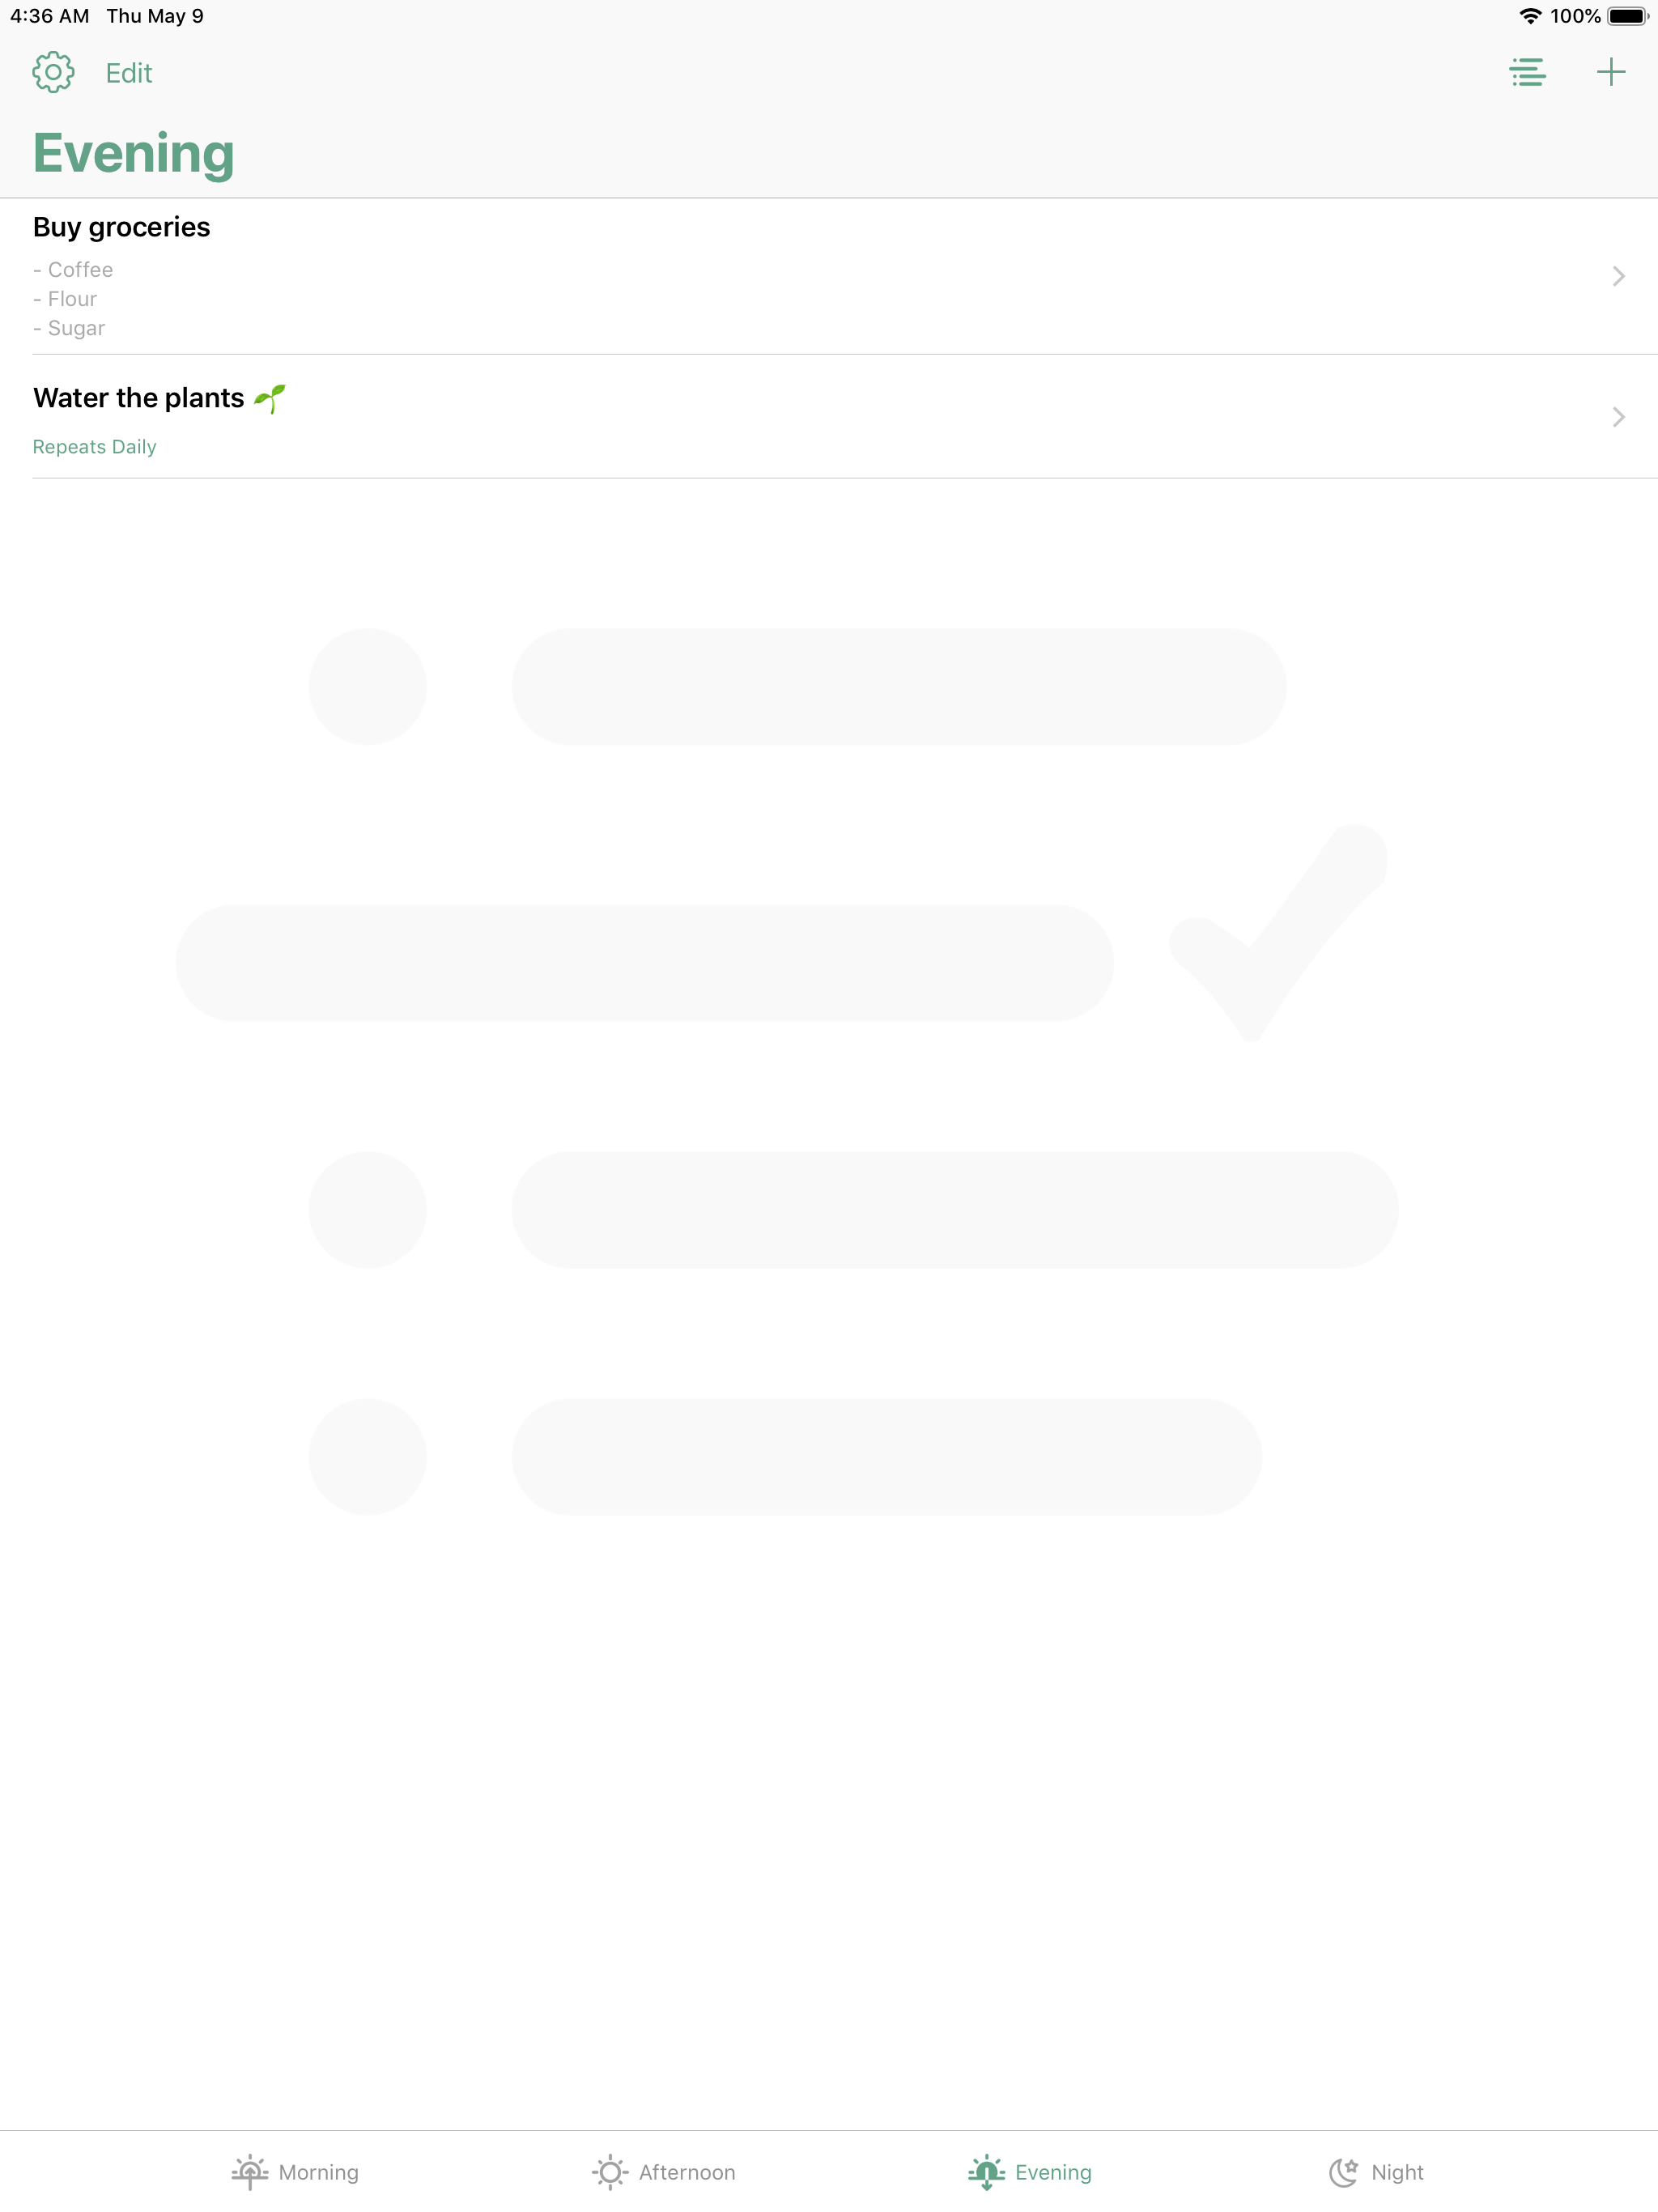 4:36 AM Thu May 9 100%
Edit
Evening
Buy groceries
- Coffee
- Flour
- Sugar
Water the plants 🌱
Repeats Daily
Morning Afternoon Evening Night